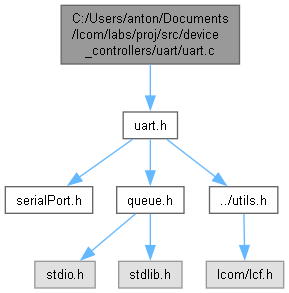 C:/Users/anton/Documents
/lcom/labs/proj/src/device
_controllers/uart/uart.c
uart.h
serialPort.h
queue.h
../utils.h
stdio.h
stdlib.h
lcom/lcf.h